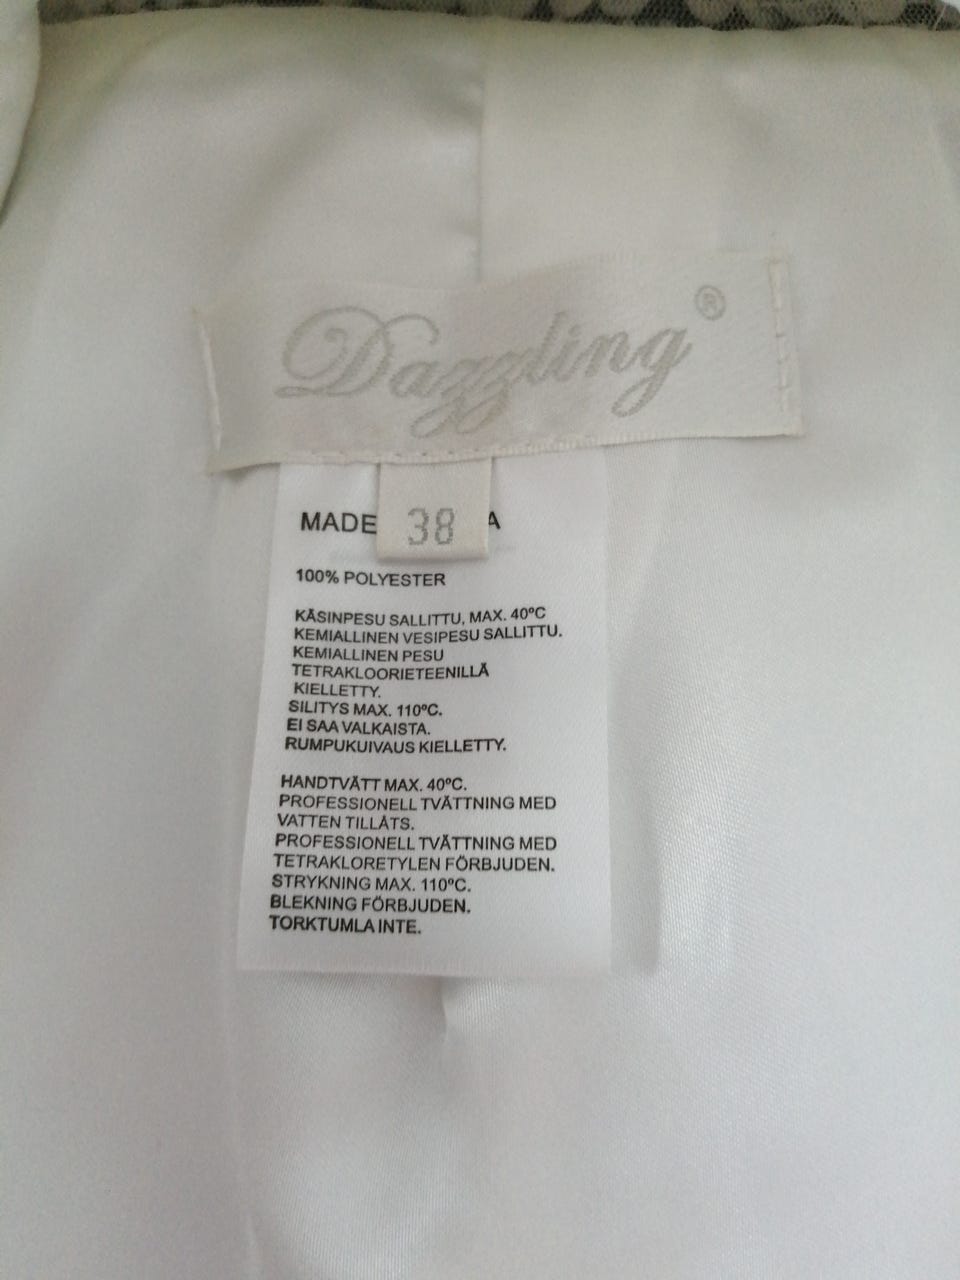 Dazzling®
MADE
A
38
100% POLYESTER
KÄSINPESU SALLITTU, MAX. 40ºC
KEMIALLINEN VESIPESU SALLITTU.
KEMIALLINEN PESU
TETRAKLOORIETEENILLÄ
KIELLETTY.
SILITYS MAX. 110ºC.
EI SAA VALKAISTA.
RUMPUKUIVAUS KIELLETTY.
HANDTVÄTT MAX. 40ºC.
PROFESSIONELL TVÄTTNING MED
VATTEN TILLÅTS.
PROFESSIONELL TVÄTTNING MED
TETRAKLORETYLEN FÖRBJUDEN.
STRYKNING MAX. 110ºC.
BLEKNING FÖRBJUDEN.
TORKTUMLA INTE.